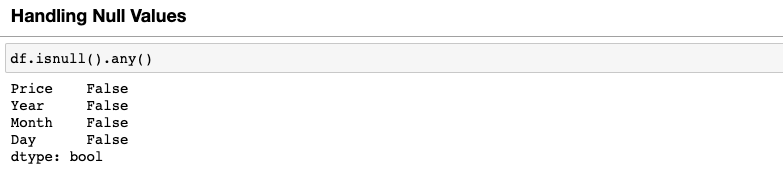 Handling Null Values
df.isnull().any()
Price    False
Year     False
Month    False
Day      False
dtype: bool